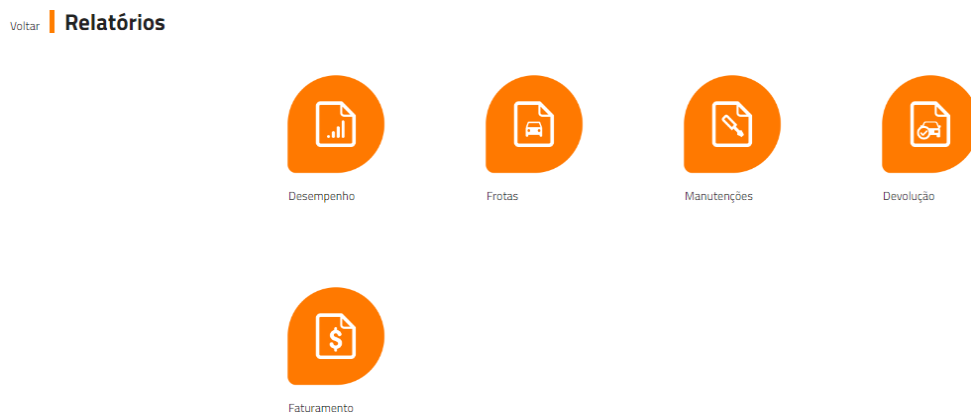 Voltar Relatórios
Desempenho Frotas Manutenções Devolução
Faturamento